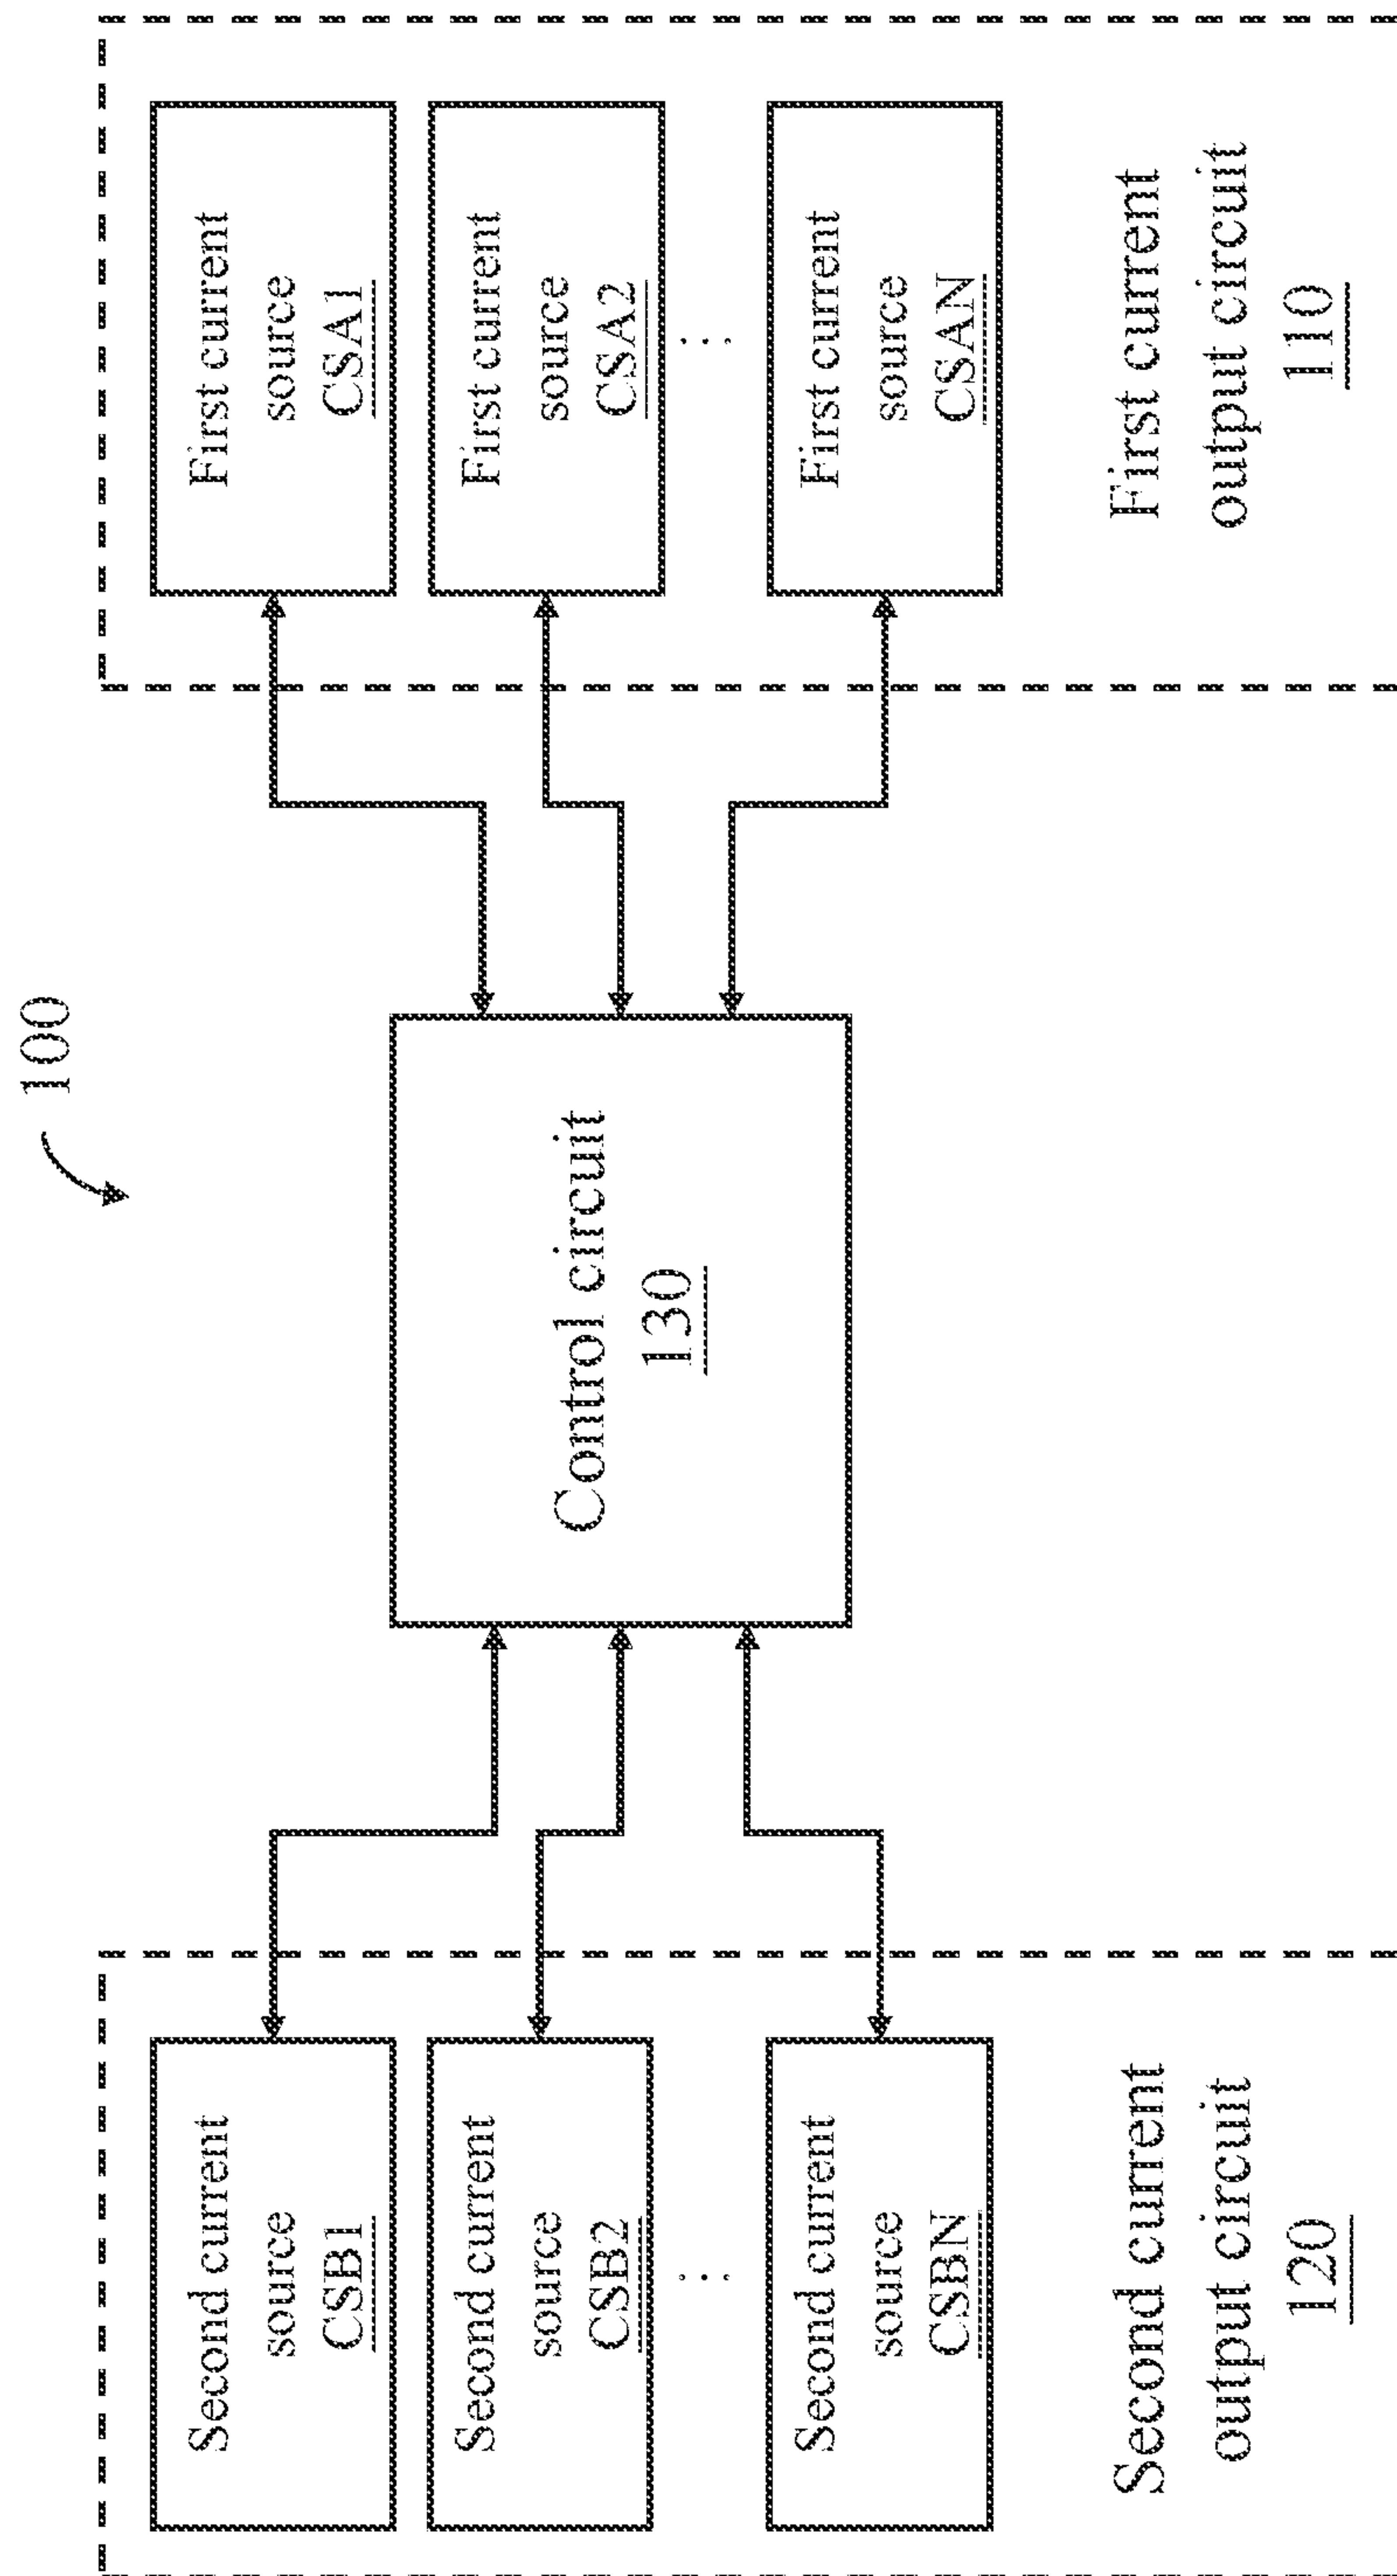 100
Second current
source
CSB1
Second current
source
CSB2
⋮
Second current
source
CSBN
Second current
output circuit
120
Control circuit
130
First current
source
CSA1
First current
source
CSA2
⋮
First current
source
CSAN
First current
output circuit
110